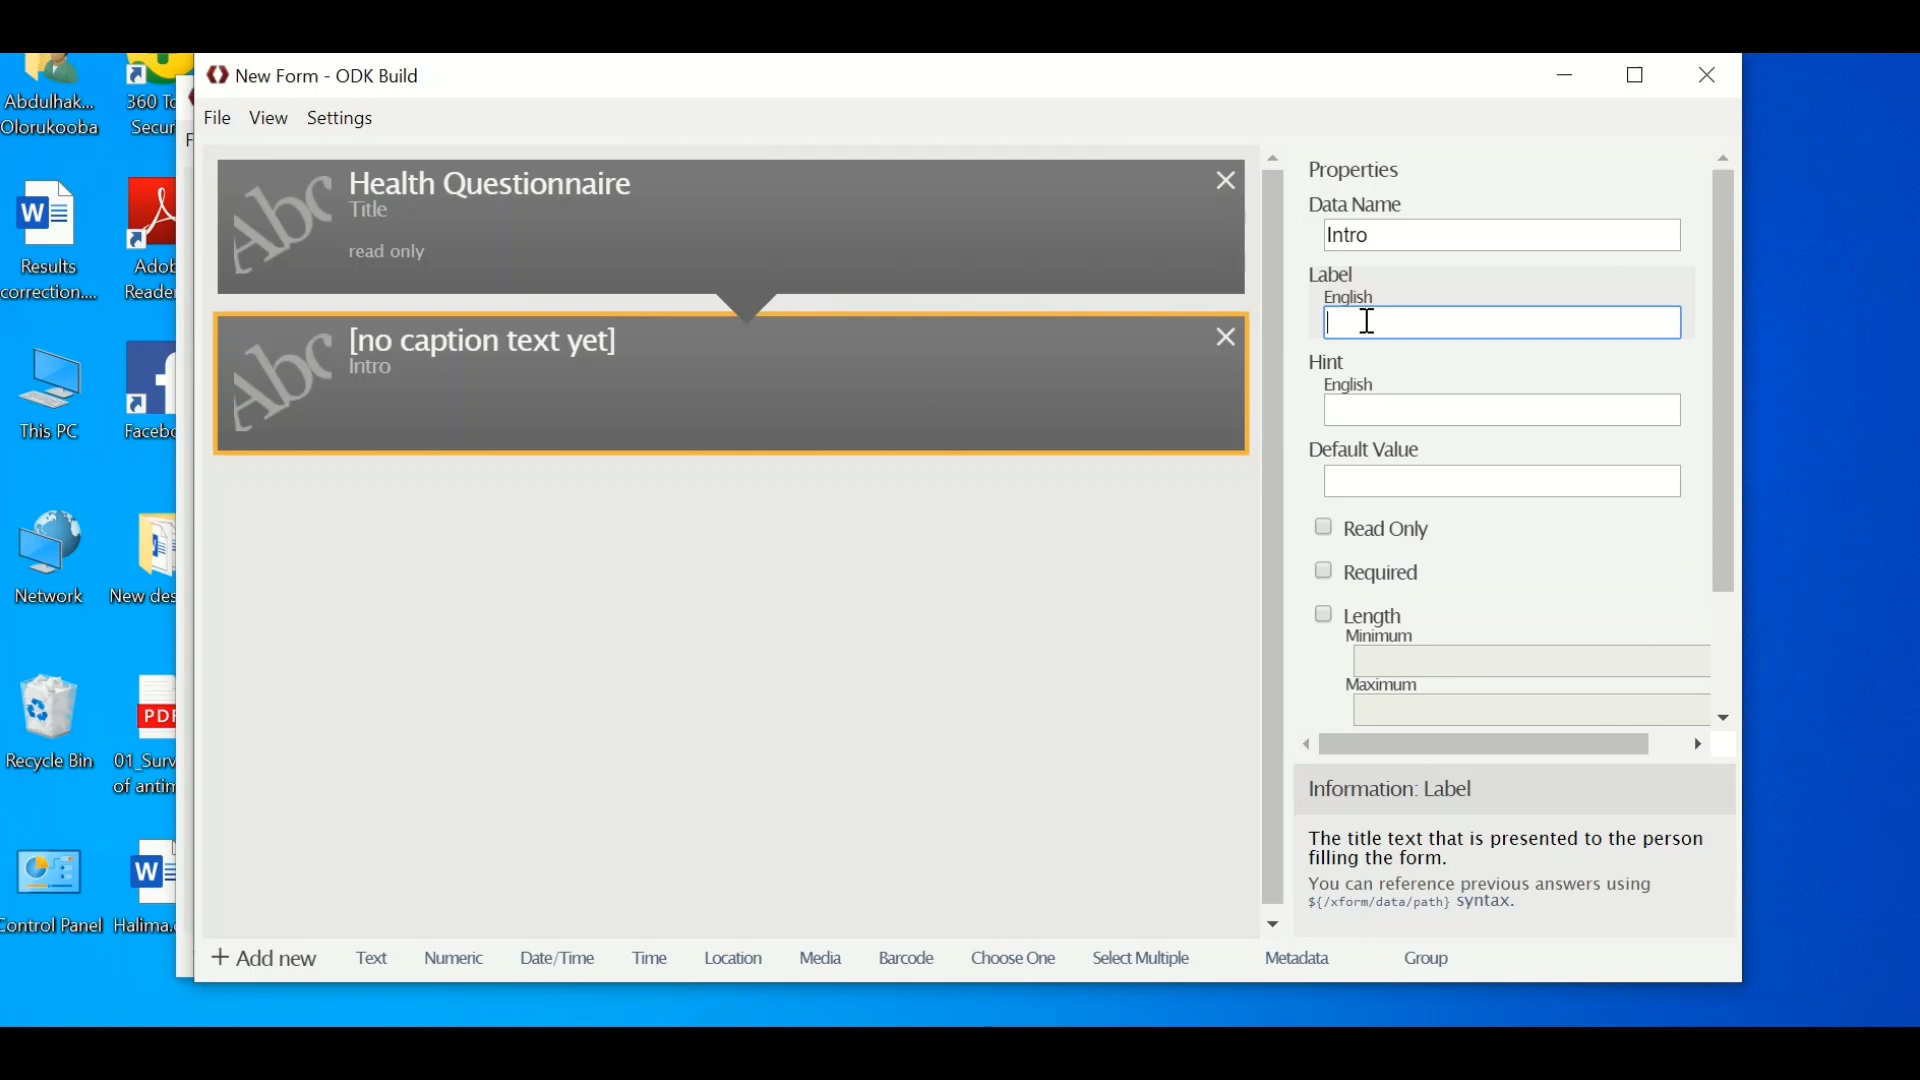 New Form - ODK Build
File View Settings
Health Questionnaire
Title
read only
[no caption text yet]
Intro
Properties
Data Name
Intro
Label
English
Hint
English
Default Value
Read Only
Required
Length
Minimum
Maximum
Information: Label
The title text that is presented to the person
filling the form.
You can reference previous answers using
${/xform/data/path} syntax.
+ Add new Text Numeric Date/Time Time Location Media Barcode Choose One Select Multiple Metadata Group
Abdulhak...
Olorukooba
360 To
Secur
Results
correction....
Adob
Reade
This PC
Facebo
Network
New des
Recycle Bin
PDF
01_Surv
of antim
Control Panel
Halima.
W
W
Abc
Abc
F